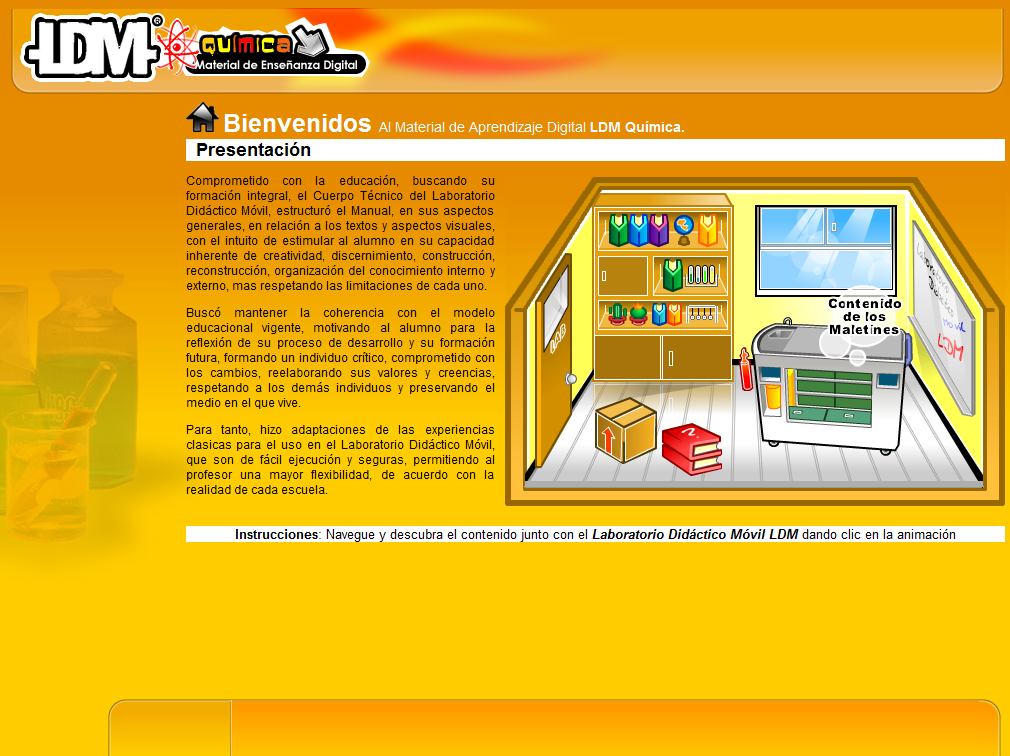 LDM®
QUÍMICA
Material de Enseñanza Digital
Bienvenidos Al Material de Aprendizaje Digital LDM Química.
Presentación
Comprometido con la educación, buscando su
formación integral, el Cuerpo Técnico del Laboratorio
Didáctico Móvil, estructuró el Manual, en sus aspectos
generales, en relación a los textos y aspectos visuales,
con el intuito de estimular al alumno en su capacidad
inherente de creatividad, discernimiento, construcción,
reconstrucción, organización del conocimiento interno y
externo, mas respetando las limitaciones de cada uno.
Buscó mantener la coherencia con el modelo
educacional vigente, motivando al alumno para la
reflexión de su proceso de desarrollo y su formación
futura, formando un individuo crítico, comprometido con
los cambios, reelaborando sus valores y creencias,
respetando a los demás individuos y preservando el
medio en el que vive.
Para tanto, hizo adaptaciones de las experiencias
clasicas para el uso en el Laboratorio Didáctico Móvil,
que son de fácil ejecución y seguras, permitiendo al
profesor una mayor flexibilidad, de acuerdo con la
realidad de cada escuela.
LAB
Contenido
de los
Maletines
Laboratorio
Didáctico
Móvil
LDM
Instrucciones: Navegue y descubra el contenido junto con el Laboratorio Didáctico Móvil LDM dando clic en la animación